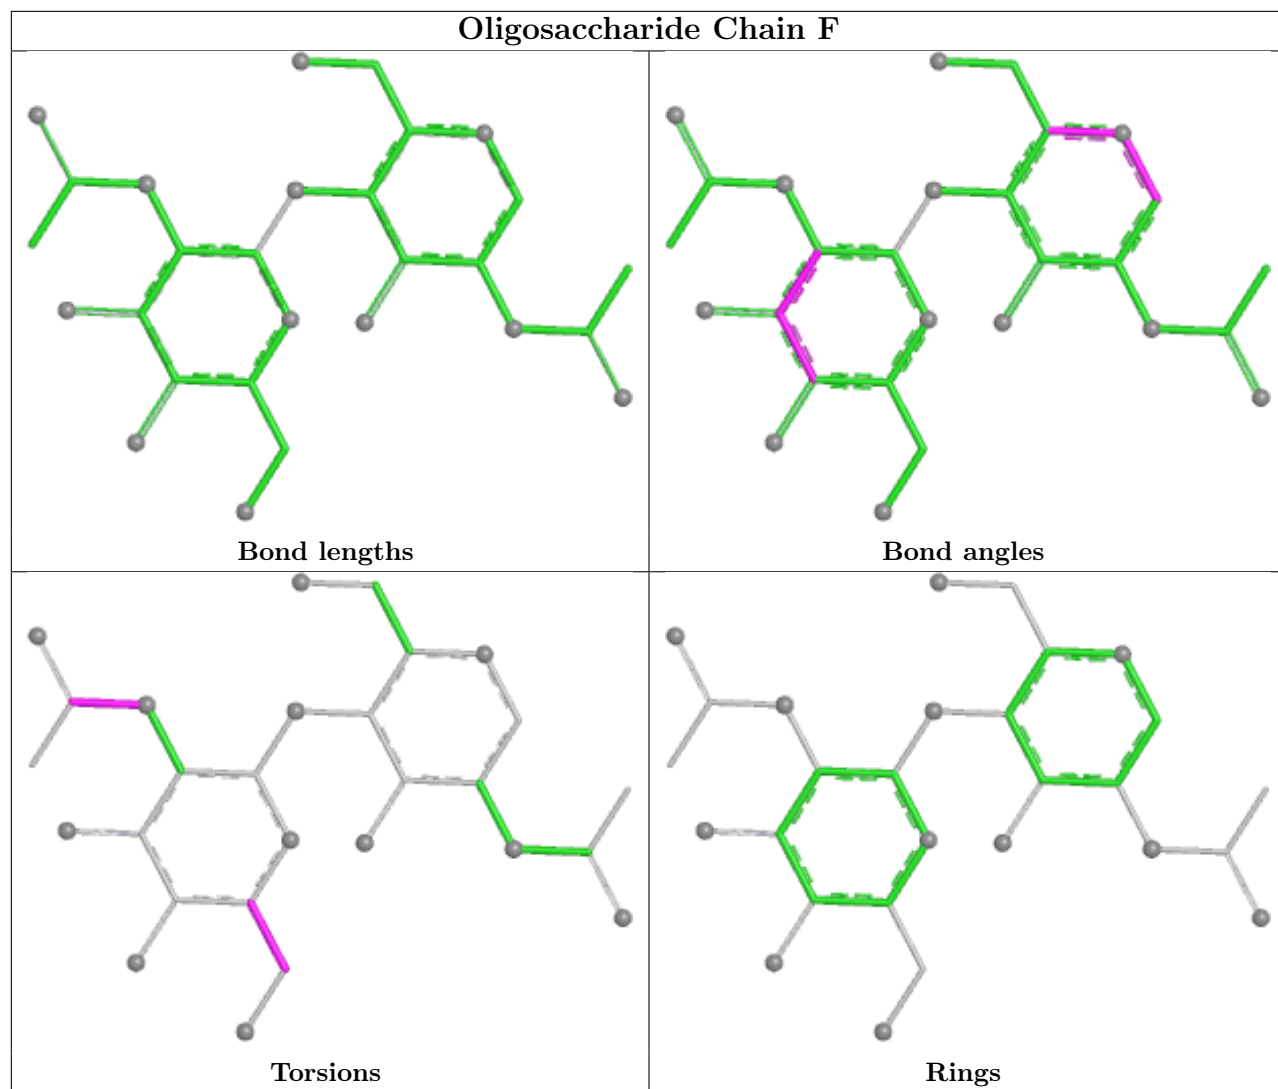 Oligosaccharide Chain F
Bond lengths
Bond angles
Torsions
Rings